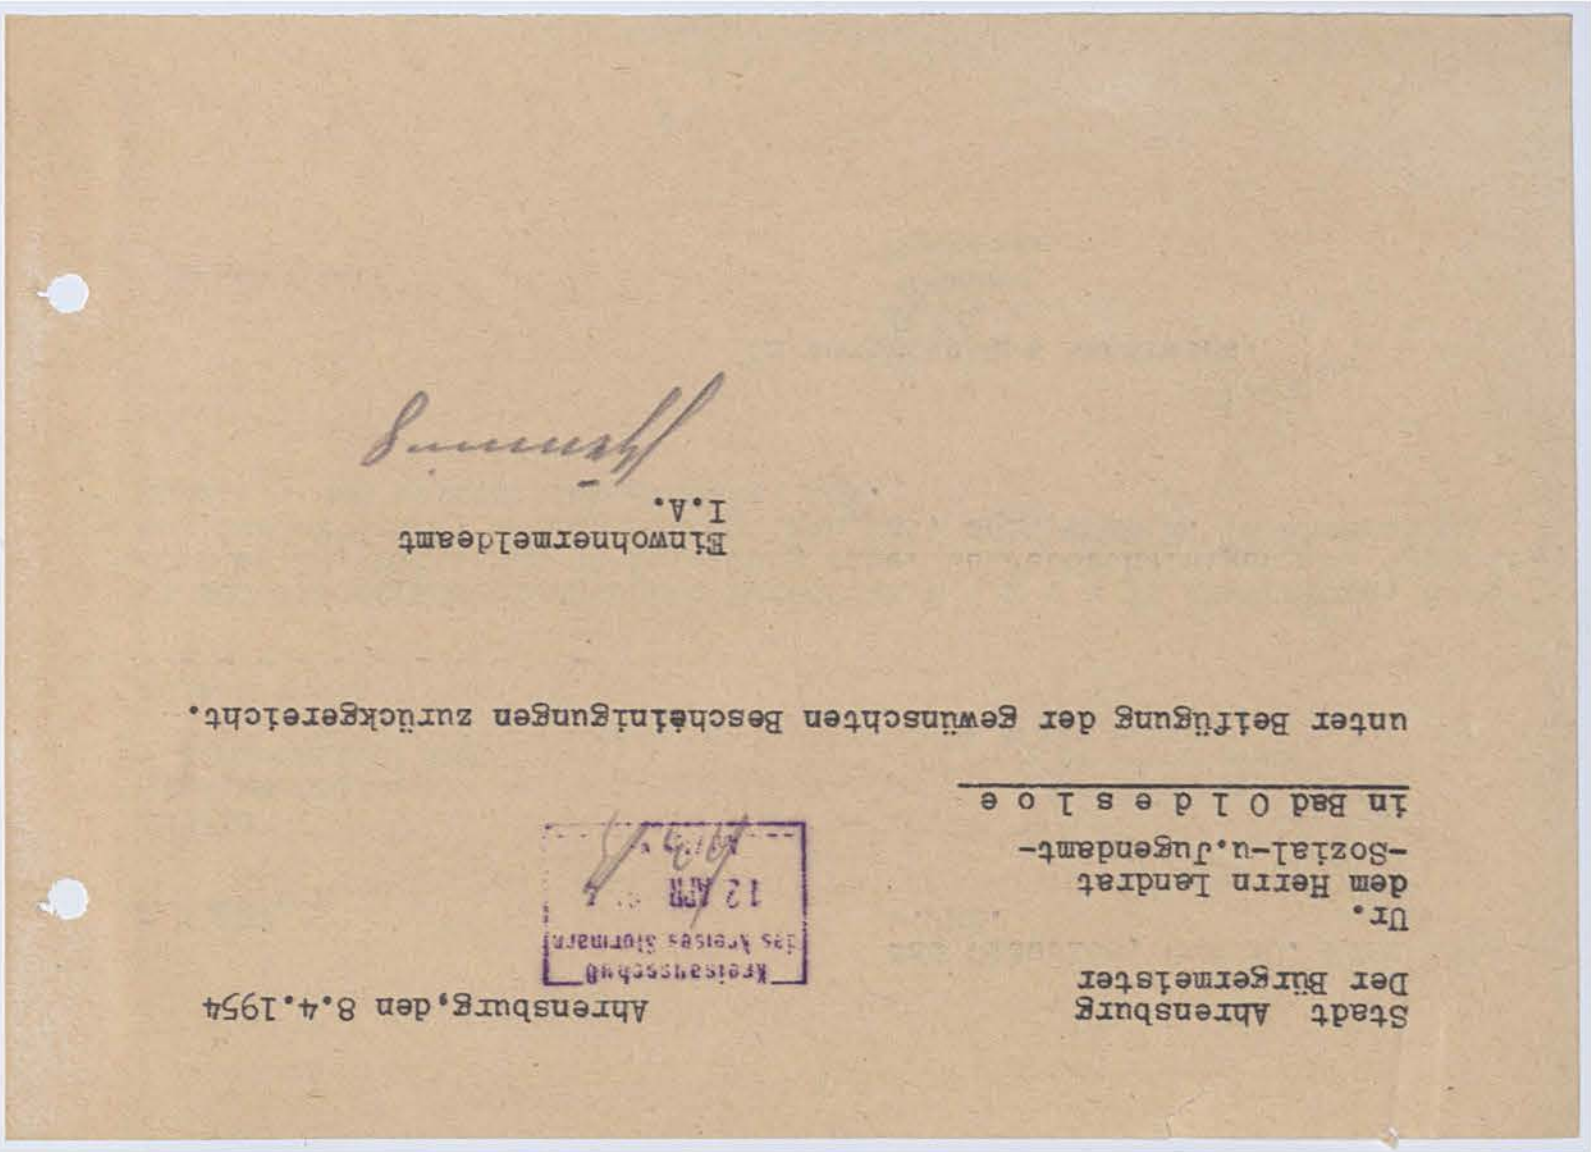 Stadt Ahrensburg
Der Bürgermeister
Ahrensburg,den 8.4.1954
Kreisausschuß
des Kreises Stormarn
12 APR
Ur.
dem Herrn Landrat
-Sozial-u.Jugendamt-
in Bad O l d e s l o e
unter Beifügung der gewünschten Bescheinigungen zurückgereicht.
Einwohnermeldeamt
I.A.